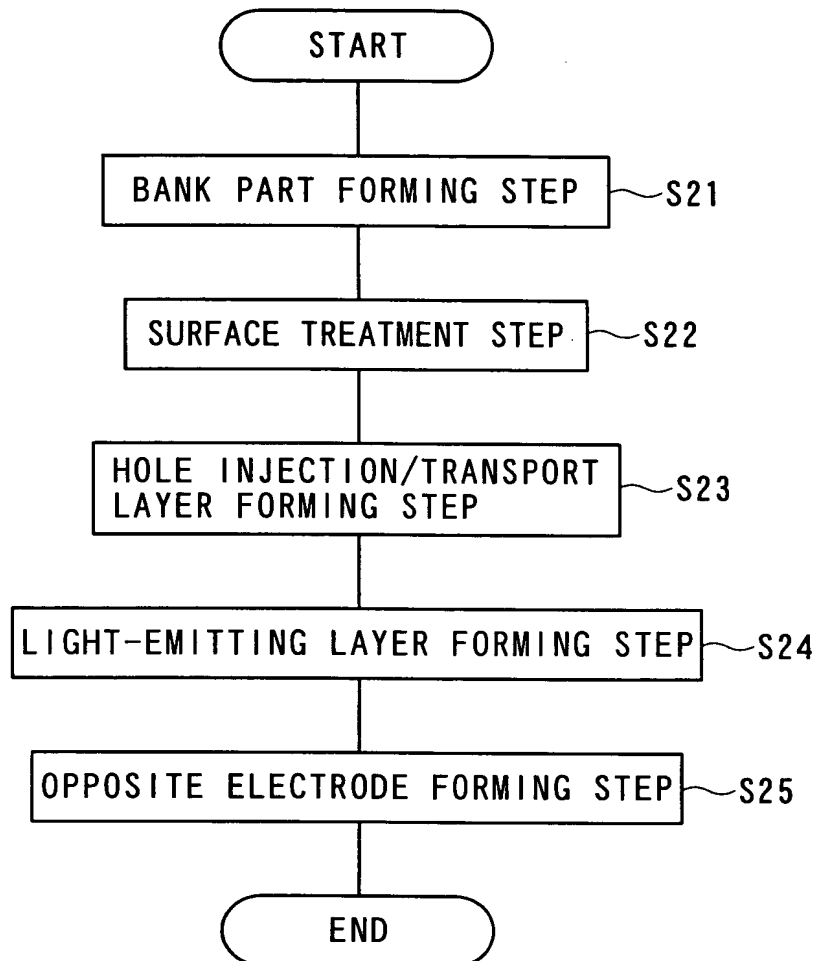 START
BANK PART FORMING STEP
S21
SURFACE TREATMENT STEP
S22
HOLE INJECTION/TRANSPORT
LAYER FORMING STEP
S23
LIGHT-EMITTING LAYER FORMING STEP
S24
OPPOSITE ELECTRODE FORMING STEP
S25
END